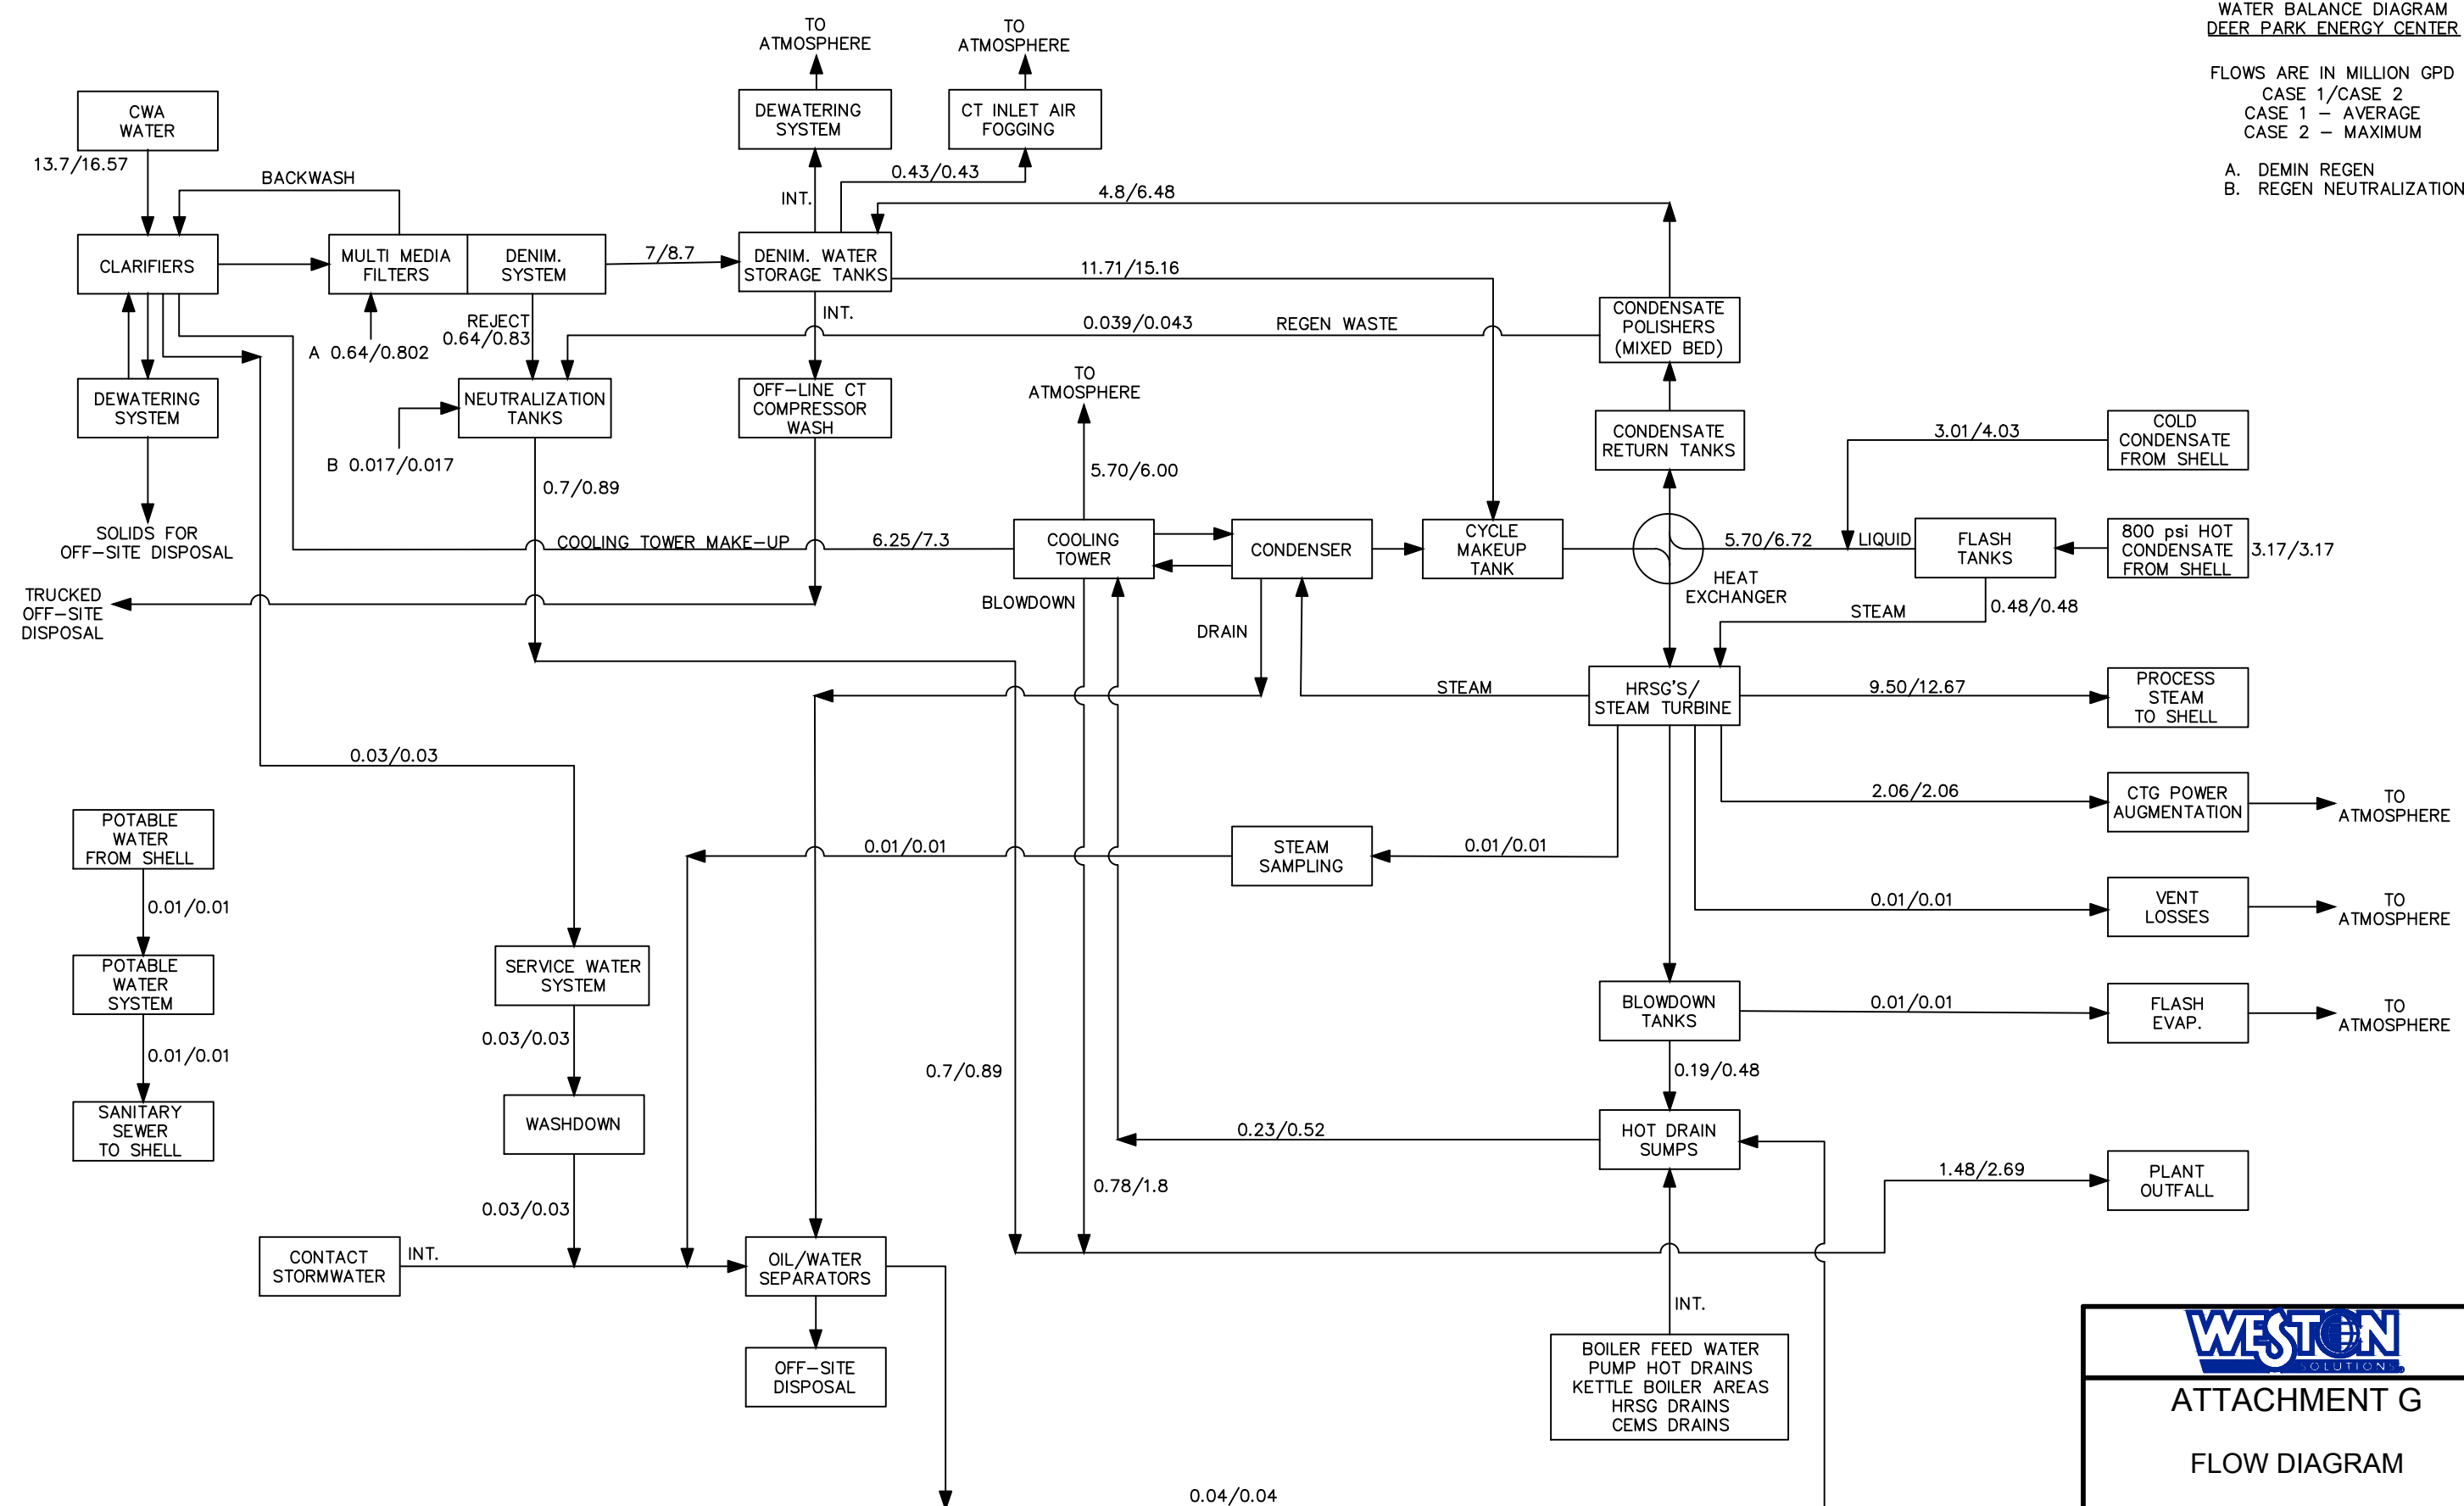 WATER BALANCE DIAGRAM
DEER PARK ENERGY CENTER
FLOWS ARE IN MILLION GPD
CASE 1/CASE 2
CASE 1 – AVERAGE
CASE 2 – MAXIMUM
A. DEMIN REGEN
B. REGEN NEUTRALIZATION
TO
ATMOSPHERE
TO
ATMOSPHERE
CWA
WATER
DEWATERING
SYSTEM
CT INLET AIR
FOGGING
13.7/16.57
BACKWASH
INT.
0.43/0.43
4.8/6.48
CLARIFIERS
MULTI MEDIA
FILTERS
DENIM.
SYSTEM
7/8.7
DENIM. WATER
STORAGE TANKS
11.71/15.16
REJECT
0.64/0.83
INT.
0.039/0.043
REGEN WASTE
CONDENSATE
POLISHERS
(MIXED BED)
A 0.64/0.802
DEWATERING
SYSTEM
NEUTRALIZATION
TANKS
OFF–LINE CT
COMPRESSOR
WASH
TO
ATMOSPHERE
CONDENSATE
RETURN TANKS
3.01/4.03
COLD
CONDENSATE
FROM SHELL
B 0.017/0.017
0.7/0.89
5.70/6.00
SOLIDS FOR
OFF–SITE DISPOSAL
COOLING TOWER MAKE–UP
6.25/7.3
COOLING
TOWER
CONDENSER
CYCLE
MAKEUP
TANK
5.70/6.72
LIQUID
FLASH
TANKS
800 psi HOT
CONDENSATE
FROM SHELL
3.17/3.17
HEAT
EXCHANGER
TRUCKED
OFF–SITE
DISPOSAL
BLOWDOWN
DRAIN
STEAM
0.48/0.48
STEAM
HRSG'S/
STEAM TURBINE
9.50/12.67
PROCESS
STEAM
TO SHELL
0.03/0.03
2.06/2.06
CTG POWER
AUGMENTATION
TO
ATMOSPHERE
POTABLE
WATER
FROM SHELL
0.01/0.01
STEAM
SAMPLING
0.01/0.01
0.01/0.01
0.01/0.01
VENT
LOSSES
TO
ATMOSPHERE
POTABLE
WATER
SYSTEM
SERVICE WATER
SYSTEM
BLOWDOWN
TANKS
0.01/0.01
FLASH
EVAP.
TO
ATMOSPHERE
0.01/0.01
0.03/0.03
0.7/0.89
0.19/0.48
SANITARY
SEWER
TO SHELL
WASHDOWN
0.23/0.52
HOT DRAIN
SUMPS
0.03/0.03
0.78/1.8
1.48/2.69
PLANT
OUTFALL
CONTACT
STORMWATER
INT.
OIL/WATER
SEPARATORS
INT.
OFF–SITE
DISPOSAL
BOILER FEED WATER
PUMP HOT DRAINS
KETTLE BOILER AREAS
HRSG DRAINS
CEMS DRAINS
0.04/0.04
WESTON
SOLUTIONS®
ATTACHMENT G
FLOW DIAGRAM